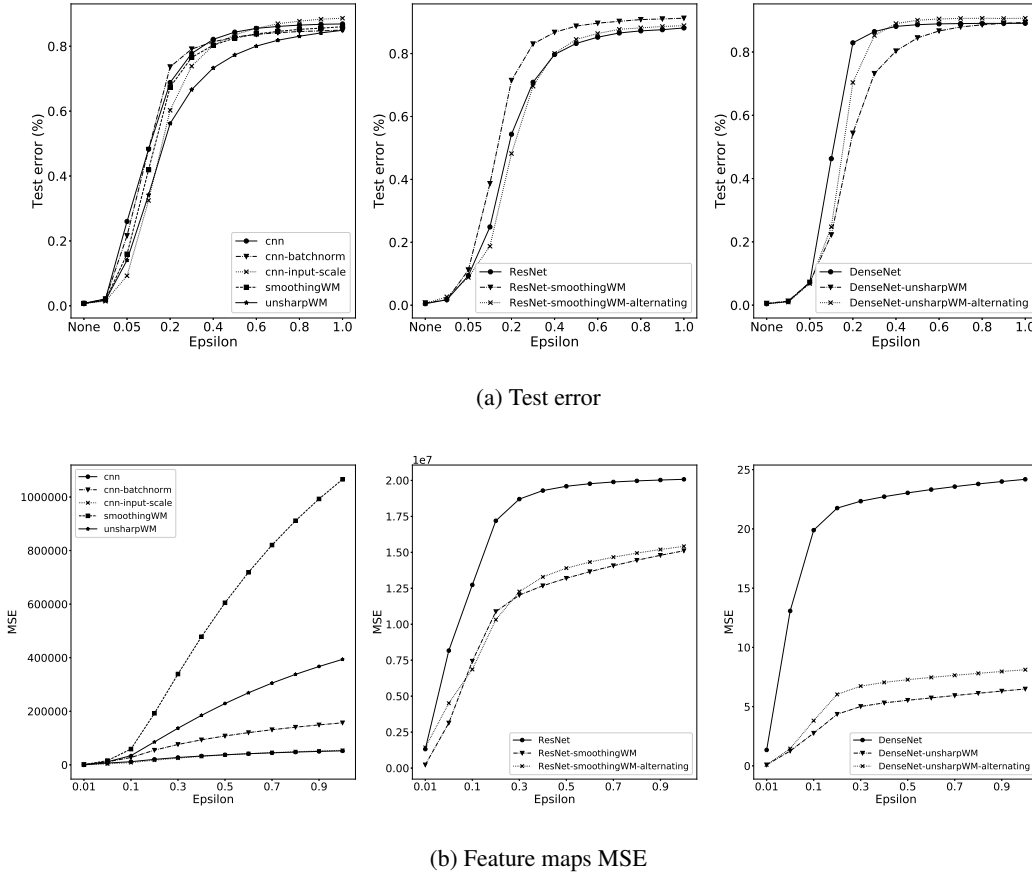 0.8
0.6
0.4
0.2
0.0
Test error (%)
None 0.05 0.2 0.4 0.6 0.8 1.0
Epsilon
cnn
cnn-batchnorm
cnn-input-scale
smoothingWM
unsharpWM
0.8
0.6
0.4
0.2
0.0
Test error (%)
None 0.05 0.2 0.4 0.6 0.8 1.0
Epsilon
ResNet
ResNet-smoothingWM
ResNet-smoothingWM-alternating
0.8
0.6
0.4
0.2
0.0
Test error (%)
None 0.05 0.2 0.4 0.6 0.8 1.0
Epsilon
DenseNet
DenseNet-unsharpWM
DenseNet-unsharpWM-alternating
(a) Test error
1000000
800000
600000
400000
200000
0
MSE
0.01 0.1 0.3 0.5 0.7 0.9
Epsilon
cnn
cnn-batchnorm
cnn-input-scale
smoothingWM
unsharpWM
1e7
2.00
1.75
1.50
1.25
1.00
0.75
0.50
0.25
0.00
MSE
0.01 0.1 0.3 0.5 0.7 0.9
Epsilon
ResNet
ResNet-smoothingWM
ResNet-smoothingWM-alternating
25
20
15
10
5
0
MSE
0.01 0.1 0.3 0.5 0.7 0.9
Epsilon
DenseNet
DenseNet-unsharpWM
DenseNet-unsharpWM-alternating
(b) Feature maps MSE